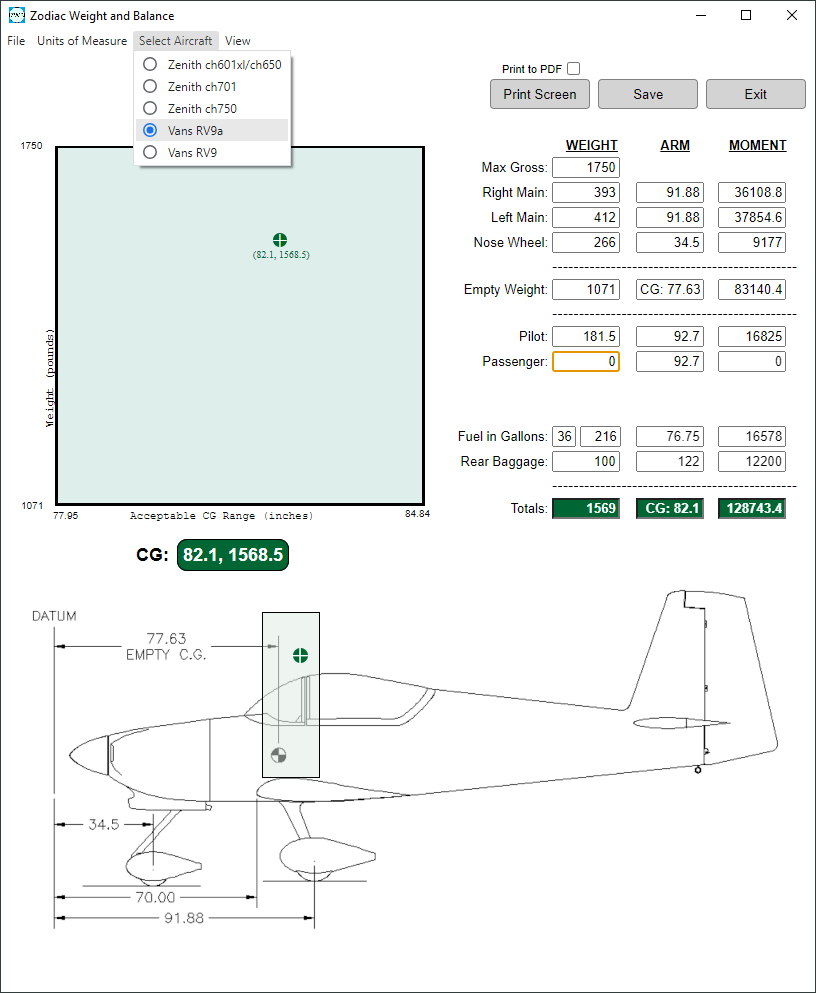 Zodiac Weight and Balance
File Units of Measure Select Aircraft View
Zenith ch601xl/ch650
Zenith ch701
Zenith ch750
Vans RV9a
Vans RV9
Print to PDF
Print Screen Save Exit
WEIGHT ARM MOMENT
Max Gross: 1750
Right Main: 393 91.88 36108.8
Left Main: 412 91.88 37854.6
Nose Wheel: 266 34.5 9177
Empty Weight: 1071 CG: 77.63 83140.4
Pilot: 181.5 92.7 16825
Passenger: 0 92.7 0
Fuel in Gallons: 36 216 76.75 16578
Rear Baggage: 100 122 12200
Totals: 1569 CG: 82.1 128743.4
1750
(82.1, 1568.5)
Weight (pounds)
1071
77.95 Acceptable CG Range (inches) 84.84
CG: 82.1, 1568.5
DATUM
77.63
EMPTY C.G.
34.5
70.00
91.88